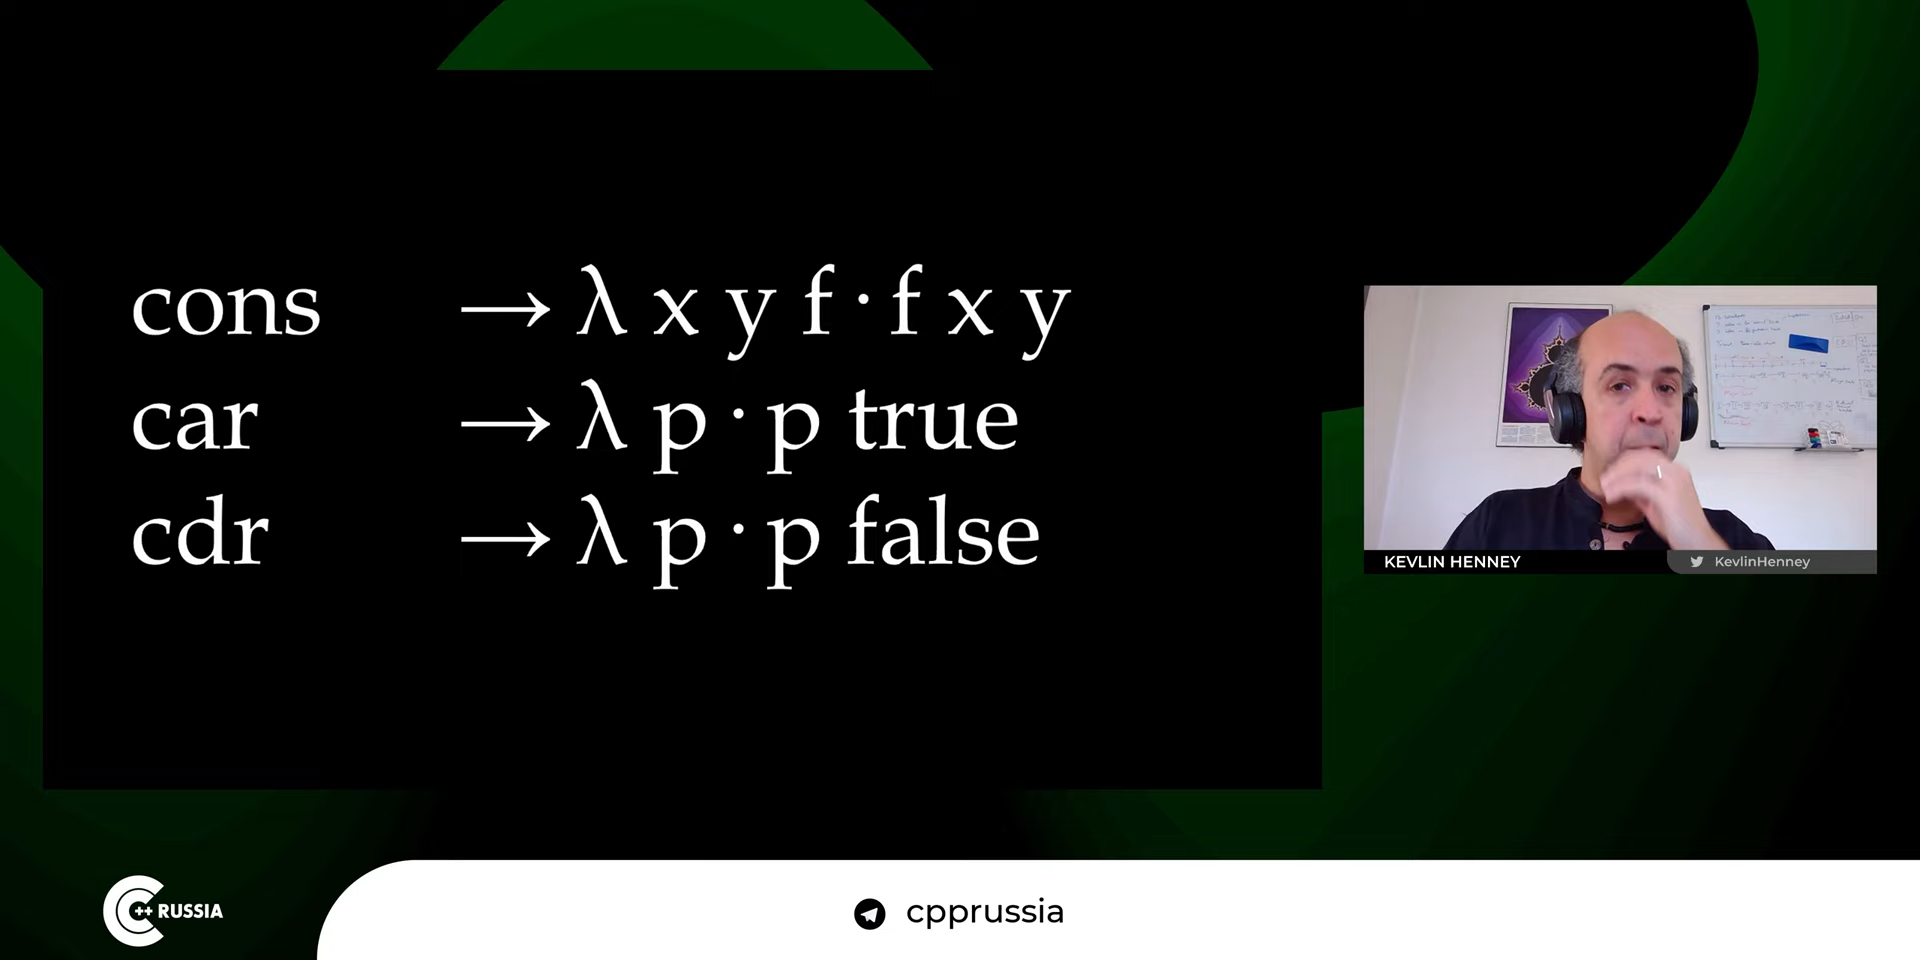 cons → λ x y f · f x y
car → λ p · p true
cdr → λ p · p false
KEVLIN HENNEY
KevlinHenney
C++ RUSSIA
cpprussia